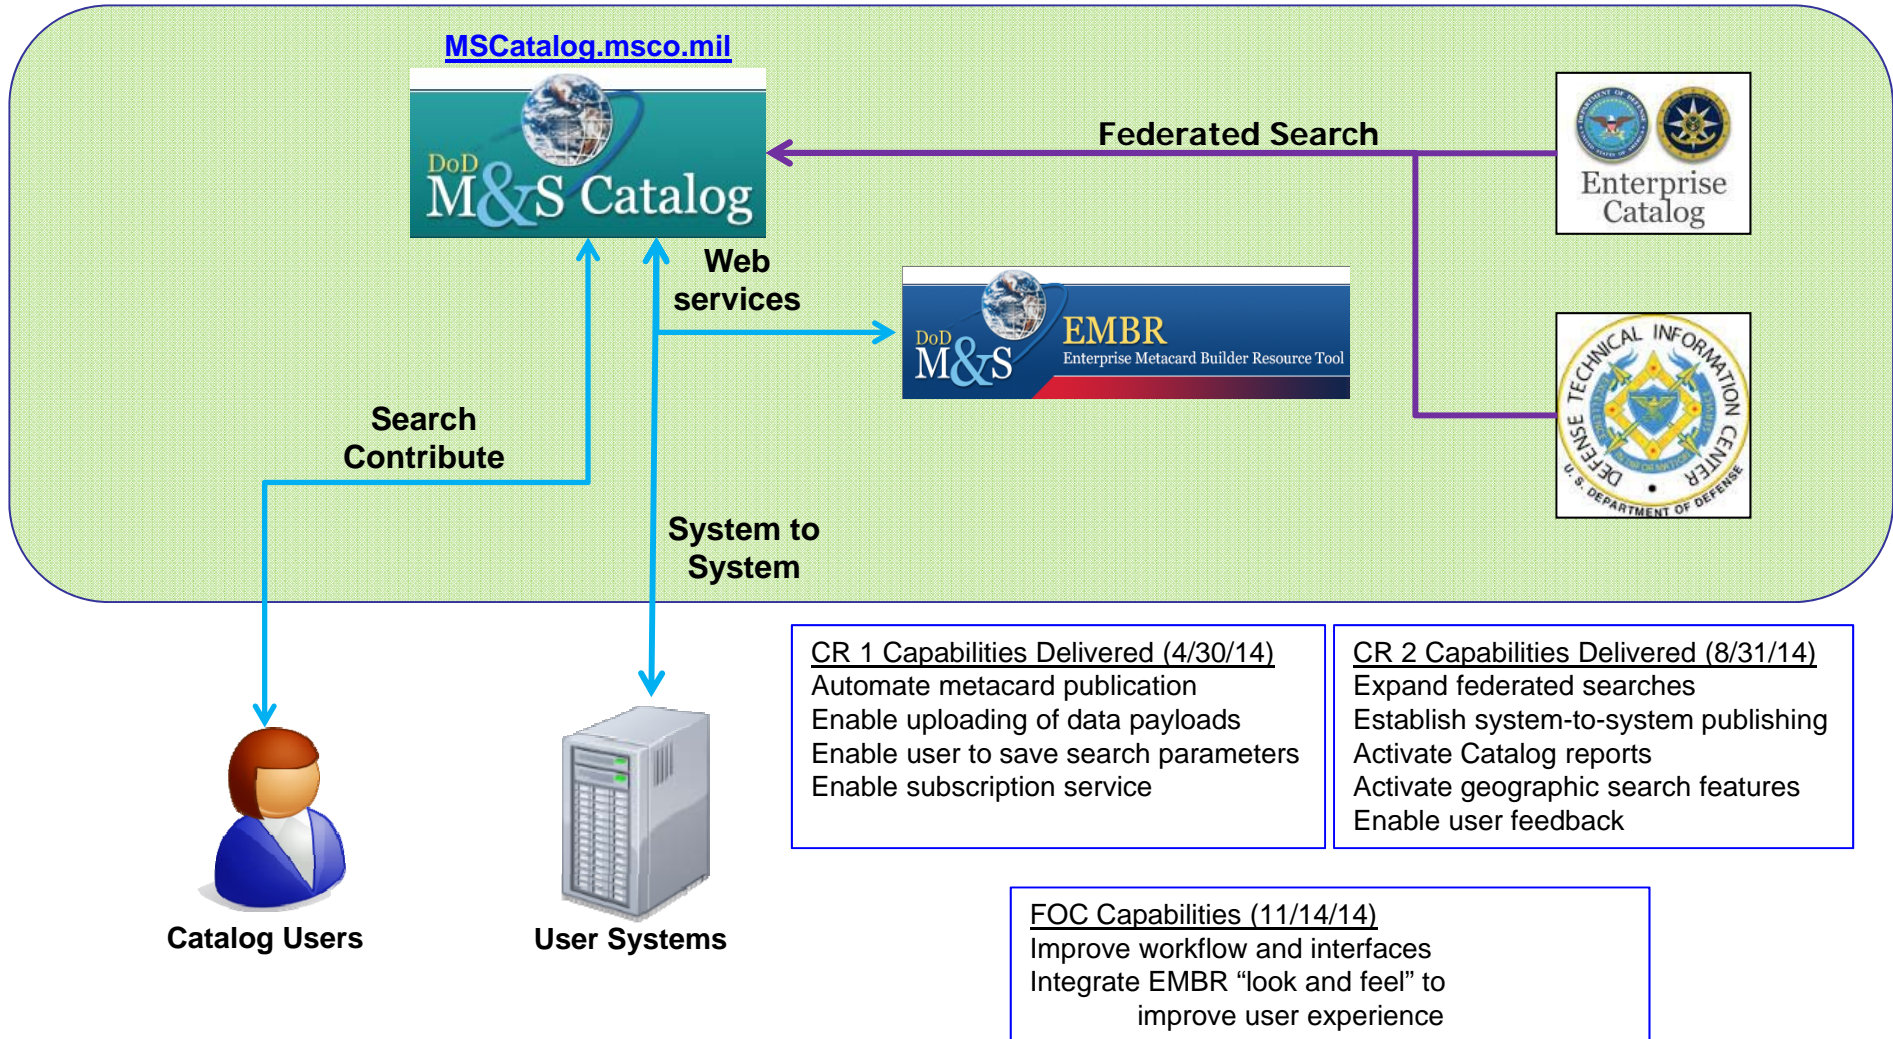 MSCatalog.msco.mil
DoD
M&S Catalog
Federated Search
Enterprise
Catalog
Web
services
DoD
M&S
EMBR
Enterprise Metacard Builder Resource Tool
DEFENSE TECHNICAL INFORMATION CENTER
U. S. DEPARTMENT OF DEFENSE
Search
Contribute
System to
System
CR 1 Capabilities Delivered (4/30/14)
Automate metacard publication
Enable uploading of data payloads
Enable user to save search parameters
Enable subscription service
CR 2 Capabilities Delivered (8/31/14)
Expand federated searches
Establish system-to-system publishing
Activate Catalog reports
Activate geographic search features
Enable user feedback
Catalog Users
User Systems
FOC Capabilities (11/14/14)
Improve workflow and interfaces
Integrate EMBR “look and feel” to
improve user experience